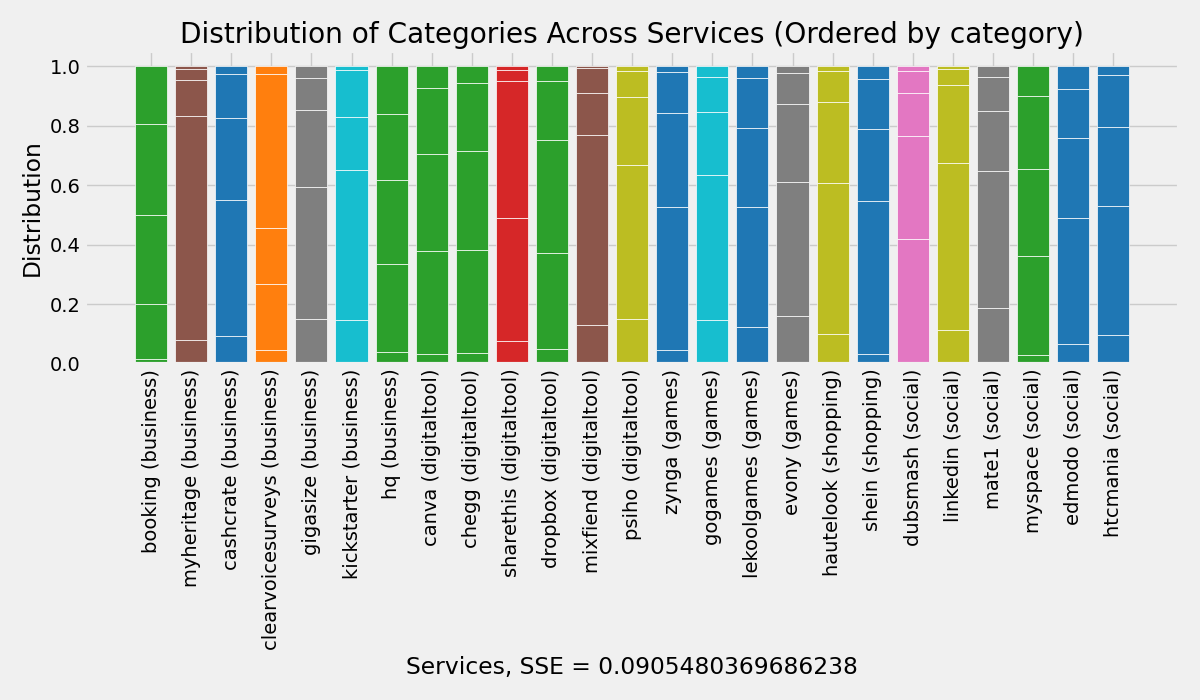 Distribution of Categories Across Services (Ordered by category)
Distribution
1.0
0.8
0.6
0.4
0.2
0.0
booking (business)
myheritage (business)
cashcrate (business)
clearvoicesurveys (business)
gigasize (business)
kickstarter (business)
hq (business)
canva (digitaltool)
chegg (digitaltool)
sharethis (digitaltool)
dropbox (digitaltool)
mixfiend (digitaltool)
psiho (digitaltool)
zynga (games)
gogames (games)
lekoolgames (games)
evony (games)
hautelook (shopping)
shein (shopping)
dubsmash (social)
linkedin (social)
mate1 (social)
myspace (social)
edmodo (social)
htcmania (social)
Services, SSE = 0.0905480369686238